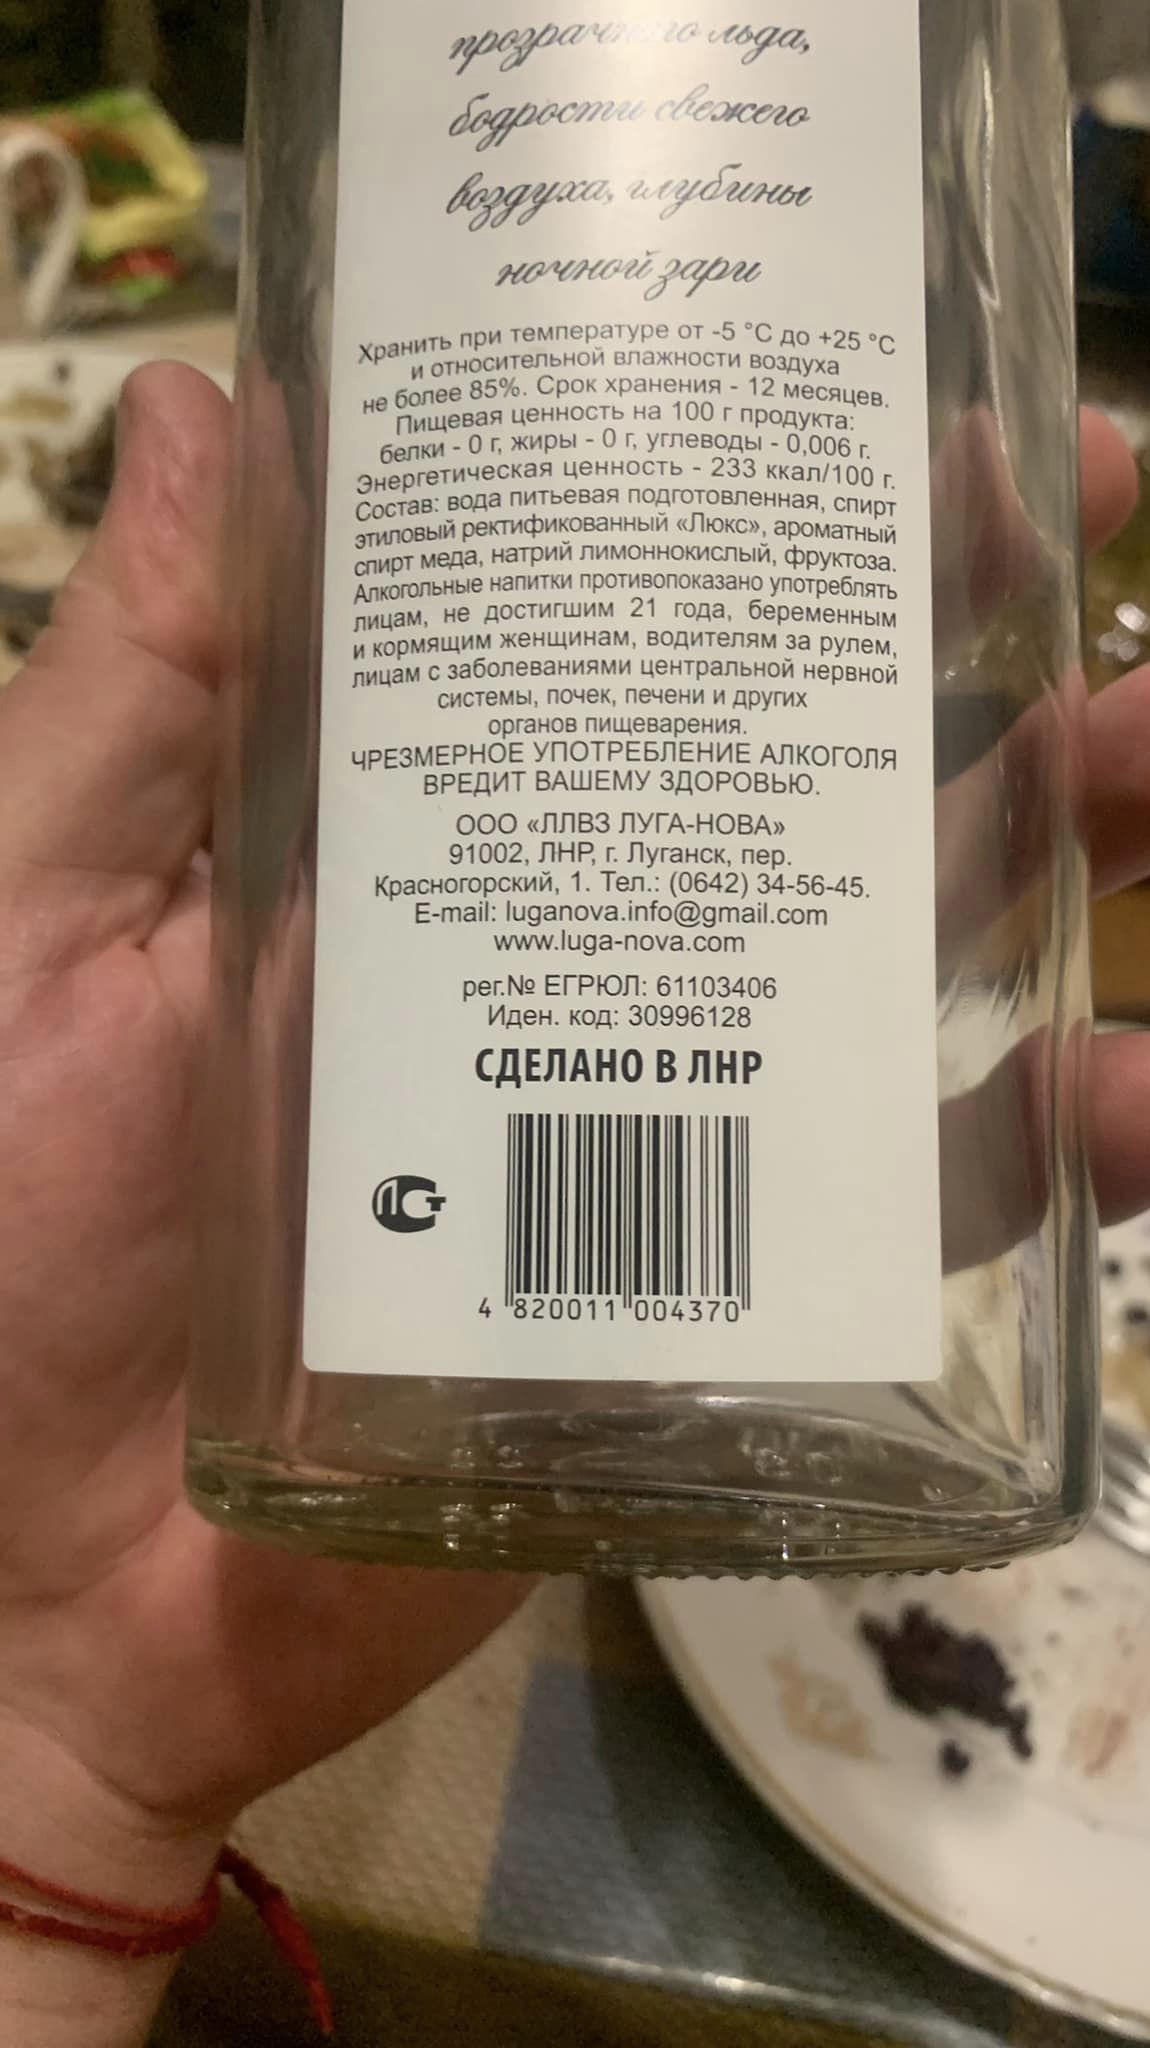 прозрачного льда,
бодрости свежего
воздуха, глубины
ночной зари
Хранить при температуре от -5 °C до +25 °C
и относительной влажности воздуха
не более 85%. Срок хранения - 12 месяцев.
Пищевая ценность на 100 г продукта:
белки - 0 г, жиры - 0 г, углеводы - 0,006 г.
Энергетическая ценность - 233 ккал/100 г.
Состав: вода питьевая подготовленная, спирт
этиловый ректификованный «Люкс», ароматный
спирт меда, натрий лимоннокислый, фруктоза.
Алкогольные напитки противопоказано употреблять
лицам, не достигшим 21 года, беременным
и кормящим женщинам, водителям за рулем,
лицам с заболеваниями центральной нервной
системы, почек, печени и других
органов пищеварения.
ЧРЕЗМЕРНОЕ УПОТРЕБЛЕНИЕ АЛКОГОЛЯ
ВРЕДИТ ВАШЕМУ ЗДОРОВЬЮ.
ООО «ЛЛВЗ ЛУГА-НОВА»
91002, ЛНР, г. Луганск, пер.
Красногорский, 1. Тел.: (0642) 34-56-45.
E-mail: luganova.info@gmail.com
www.luga-nova.com
рег.№ ЕГРЮЛ: 61103406
Иден. код: 30996128
СДЕЛАНО В ЛНР
4 820011 004370